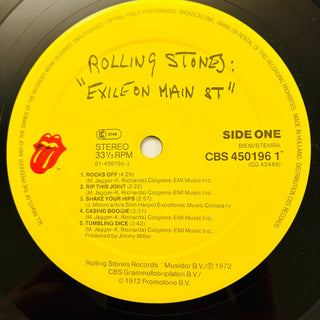 ROLLING STONES:
"EXILE ON MAIN ST"
STEREO
33⅓ RPM
01-450196-3
SIDE ONE
BIEM/STEMRA
CBS 450196 1
(CG 40489)
1. ROCKS OFF (4:29)
(M. Jagger-K. Richards) Colgems-EMI Music Inc.
2. RIP THIS JOINT (2:22)
(M. Jagger-K. Richards) Colgems-EMI Music Inc.
3. SHAKE YOUR HIPS (2:57)
(J. Moore a/k/a Slim Harpo) Excellorec Music Company Inc.
4. CASINO BOOGIE (3:31)
(M. Jagger-K. Richards) Colgems-EMI Music Inc.
5. TUMBLING DICE (3:42)
(M. Jagger-K. Richards) Colgems-EMI Music Inc.
Produced by Jimmy Miller
Rolling Stones Records Musidor B.V./℗ 1972
CBS Grammofoonplaten B.V./
© 1972 Promotone B.V.